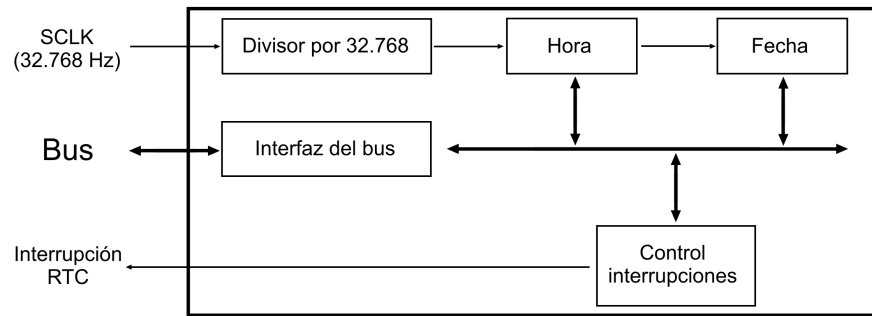 SCLK
(32.768 Hz)
Divisor por 32.768
Hora
Fecha
Bus
Interfaz del bus
Interrupción
RTC
Control
interrupciones